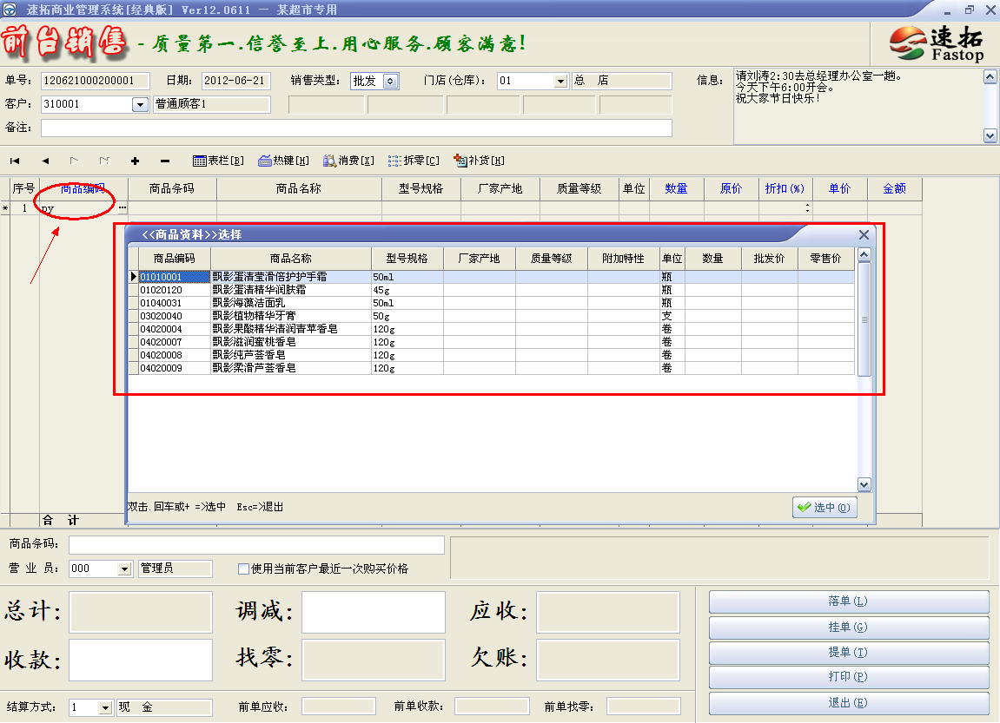 速拓商业管理系统[经典版] Ver12.0611 — 某超市专用
前台销售 - 质量第一.信誉至上.用心服务.顾客满意!
速拓 Fastop
单号: 120621000200001 日期: 2012-06-21 销售类型: 批发 门店(仓库): 01 总 店 信息:
请刘涛2:30去总经理办公室一趟。
今天下午6:00开会。
祝大家节日快乐!
客户: 310001 普通顾客1
备注:
表栏[B] 热键[H] 消费[X] 拆零[C] 补货[H]
序号 商品编码 商品条码 商品名称 型号规格 厂家产地 质量等级 单位 数量 原价 折扣(%) 单价 金额
* 1 py ...
<<商品资料>>选择
商品编码 商品名称 型号规格 厂家产地 质量等级 附加特性 单位 数量 批发价 零售价
01010001 飘影蛋清莹滑倍护护手霜 50ml 瓶
01020120 飘影蛋清精华润肤霜 45g 瓶
01040031 飘影海藻洁面乳 50ml 瓶
03020040 飘影植物精华牙膏 50g 支
04020004 飘影果酸精华清润青苹香皂 120g 卷
04020007 飘影滋润蜜桃香皂 120g 卷
04020008 飘影纯芦荟香皂 120g 卷
04020009 飘影柔滑芦荟香皂 120g 卷
双击.回车或+ =>选中 Esc=>退出
选中(O)
合 计
商品条码:
营 业 员: 000 管理员 使用当前客户最近一次购买价格
总计: 调减: 应收:
收款: 找零: 欠账:
落单(L)
挂单(G)
提单(T)
打印(P)
退出(E)
结算方式: 1 现 金 前单应收: 前单收款: 前单找零: